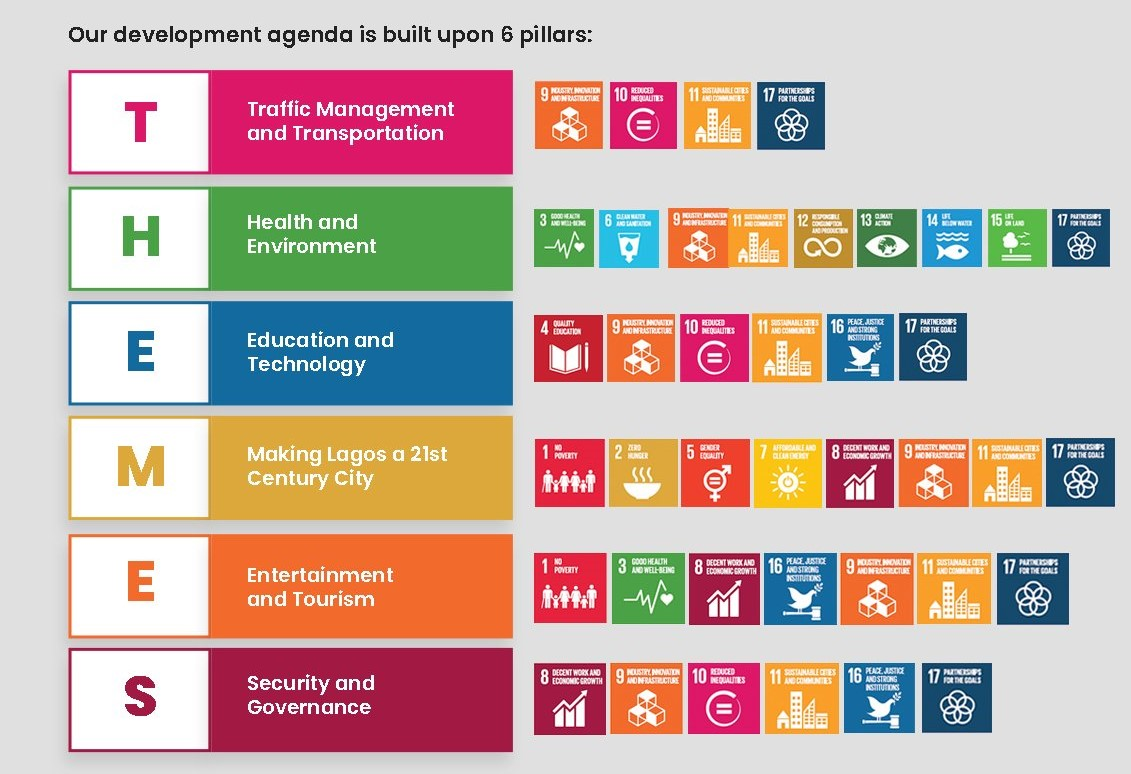 Our development agenda is built upon 6 pillars:
T
Traffic Management
and Transportation
9 INDUSTRY, INNOVATION
AND INFRASTRUCTURE
10 REDUCED
INEQUALITIES
11 SUSTAINABLE CITIES
AND COMMUNITIES
17 PARTNERSHIPS
FOR THE GOALS
H
Health and
Environment
3 GOOD HEALTH
AND WELL-BEING
6 CLEAN WATER
AND SANITATION
9 INDUSTRY, INNOVATION
AND INFRASTRUCTURE
11 SUSTAINABLE CITIES
AND COMMUNITIES
12 RESPONSIBLE
CONSUMPTION
AND PRODUCTION
13 CLIMATE
ACTION
14 LIFE
BELOW WATER
15 LIFE
ON LAND
17 PARTNERSHIPS
FOR THE GOALS
E
Education and
Technology
4 QUALITY
EDUCATION
9 INDUSTRY, INNOVATION
AND INFRASTRUCTURE
10 REDUCED
INEQUALITIES
11 SUSTAINABLE CITIES
AND COMMUNITIES
16 PEACE, JUSTICE
AND STRONG
INSTITUTIONS
17 PARTNERSHIPS
FOR THE GOALS
M
Making Lagos a 21st
Century City
1 NO
POVERTY
2 ZERO
HUNGER
5 GENDER
EQUALITY
7 AFFORDABLE AND
CLEAN ENERGY
8 DECENT WORK AND
ECONOMIC GROWTH
9 INDUSTRY, INNOVATION
AND INFRASTRUCTURE
11 SUSTAINABLE CITIES
AND COMMUNITIES
17 PARTNERSHIPS
FOR THE GOALS
E
Entertainment
and Tourism
1 NO
POVERTY
3 GOOD HEALTH
AND WELL-BEING
8 DECENT WORK AND
ECONOMIC GROWTH
16 PEACE, JUSTICE
AND STRONG
INSTITUTIONS
9 INDUSTRY, INNOVATION
AND INFRASTRUCTURE
11 SUSTAINABLE CITIES
AND COMMUNITIES
17 PARTNERSHIPS
FOR THE GOALS
S
Security and
Governance
8 DECENT WORK AND
ECONOMIC GROWTH
9 INDUSTRY, INNOVATION
AND INFRASTRUCTURE
10 REDUCED
INEQUALITIES
11 SUSTAINABLE CITIES
AND COMMUNITIES
16 PEACE, JUSTICE
AND STRONG
INSTITUTIONS
17 PARTNERSHIPS
FOR THE GOALS